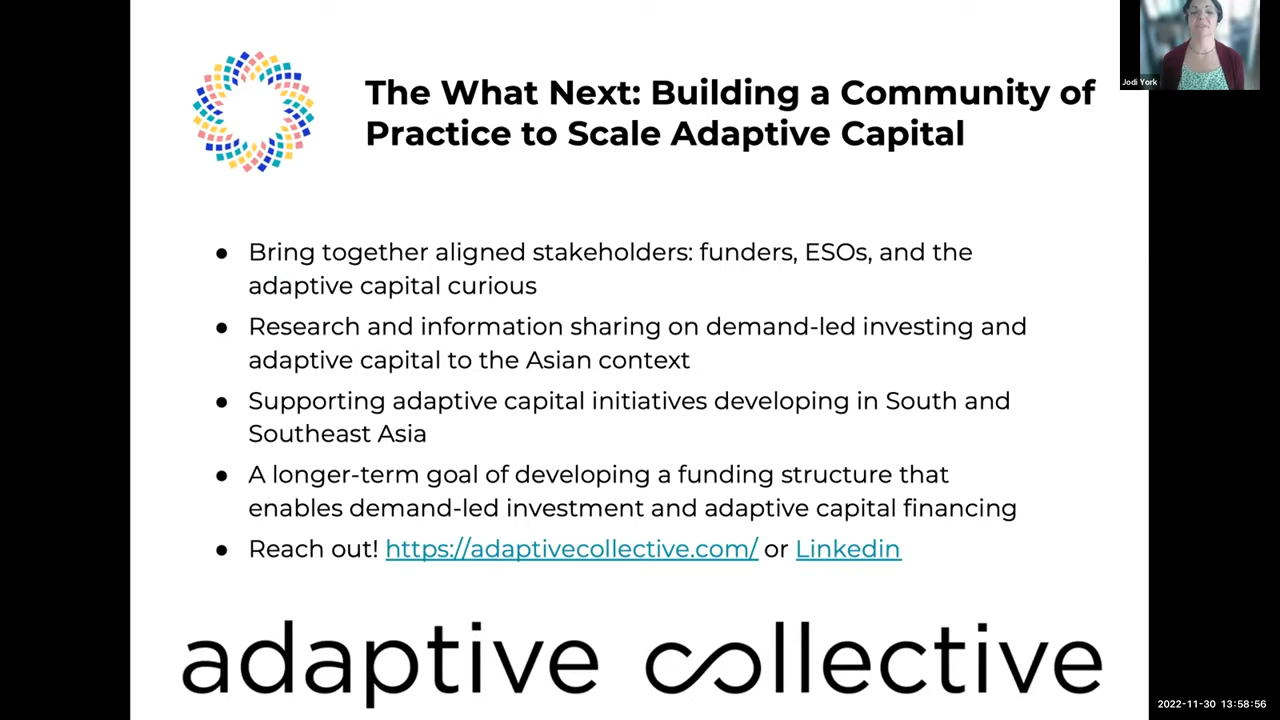 The What Next: Building a Community of
Practice to Scale Adaptive Capital
Jodi York
● Bring together aligned stakeholders: funders, ESOs, and the
adaptive capital curious
● Research and information sharing on demand-led investing and
adaptive capital to the Asian context
● Supporting adaptive capital initiatives developing in South and
Southeast Asia
● A longer-term goal of developing a funding structure that
enables demand-led investment and adaptive capital financing
● Reach out! https://adaptivecollective.com/ or Linkedin
adaptive collective
2022-11-30 13:58:56